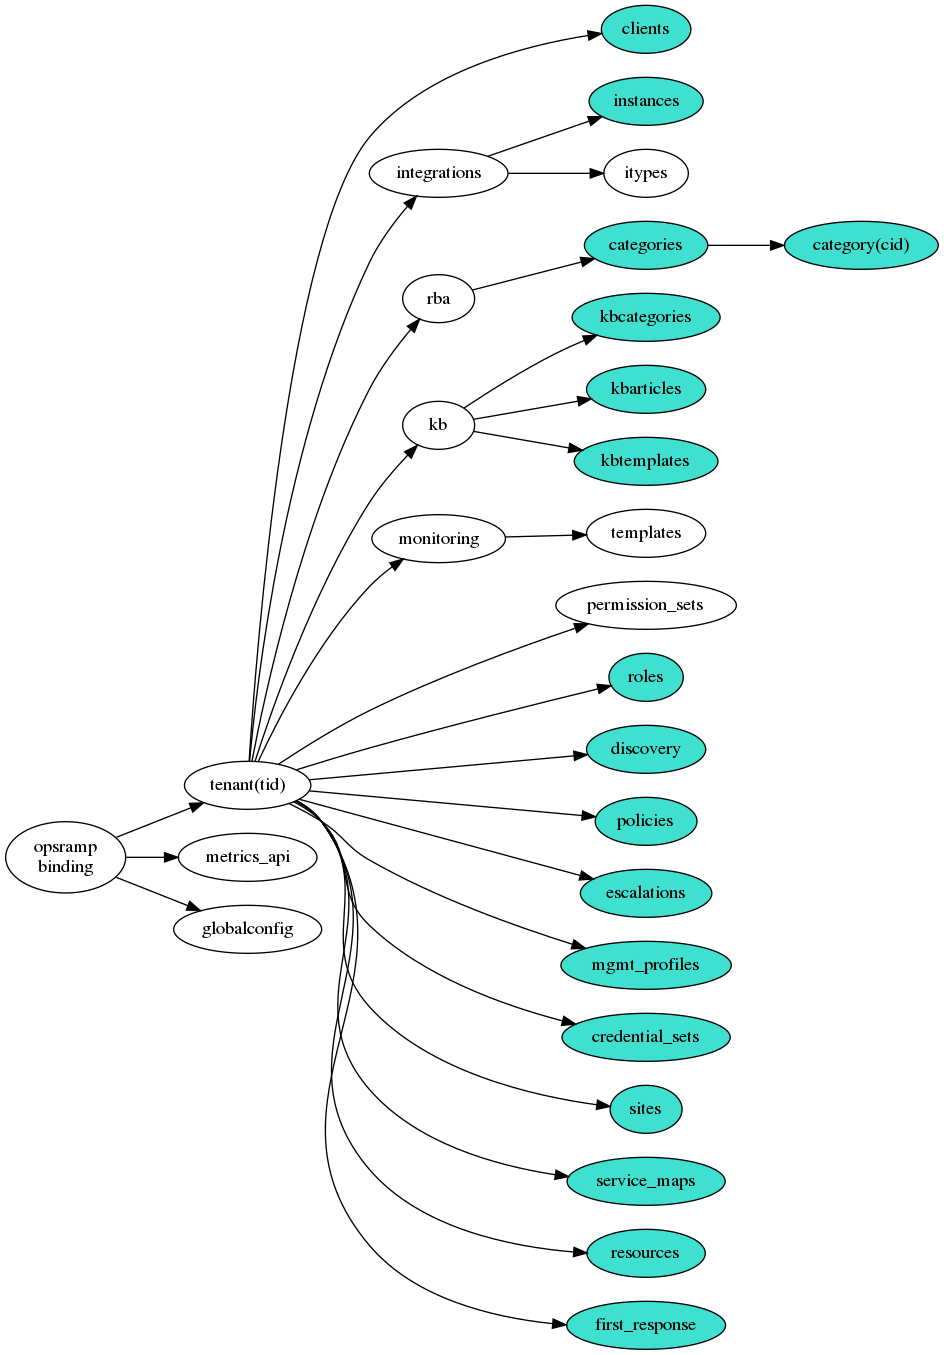 clients
instances
integrations
itypes
categories
category(cid)
rba
kbcategories
kbarticles
kb
kbtemplates
templates
monitoring
permission_sets
roles
discovery
tenant(tid)
policies
opsramp
binding
metrics_api
escalations
globalconfig
mgmt_profiles
credential_sets
sites
service_maps
resources
first_response